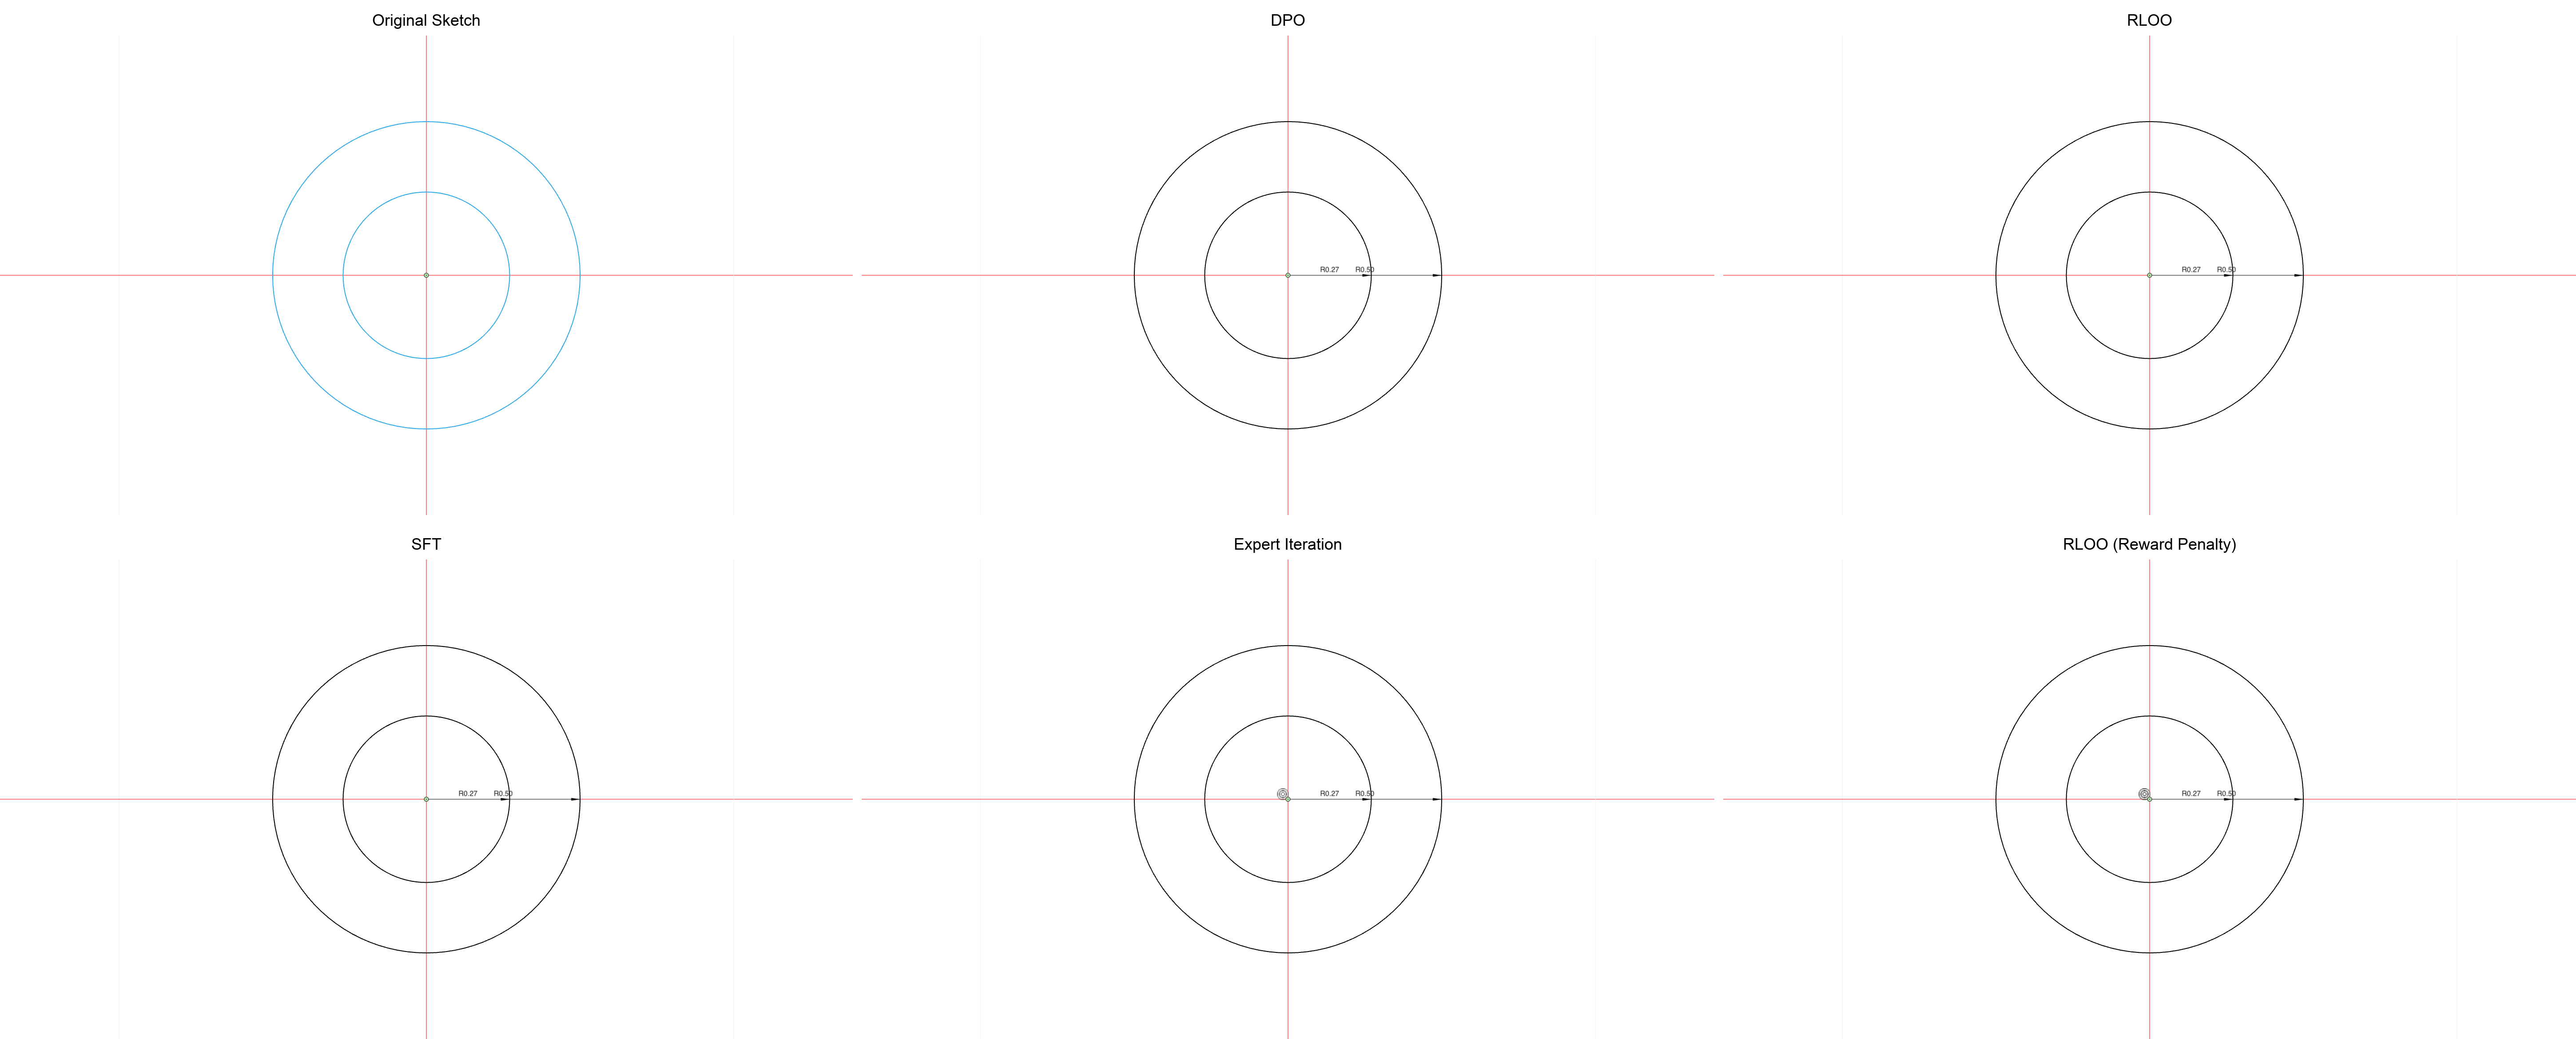 Original Sketch
DPO
RLOO
R0.27 R0.50
R0.27 R0.50
SFT
Expert Iteration
RLOO (Reward Penalty)
R0.27 R0.50
R0.27 R0.50
R0.27 R0.50